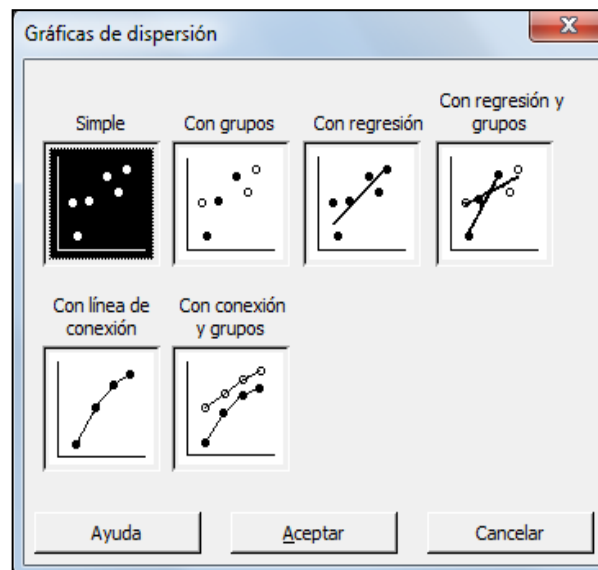 Gráficas de dispersión
Simple
Con grupos
Con regresión
Con regresión y
grupos
Con línea de
conexión
Con conexión
y grupos
Ayuda
Aceptar
Cancelar